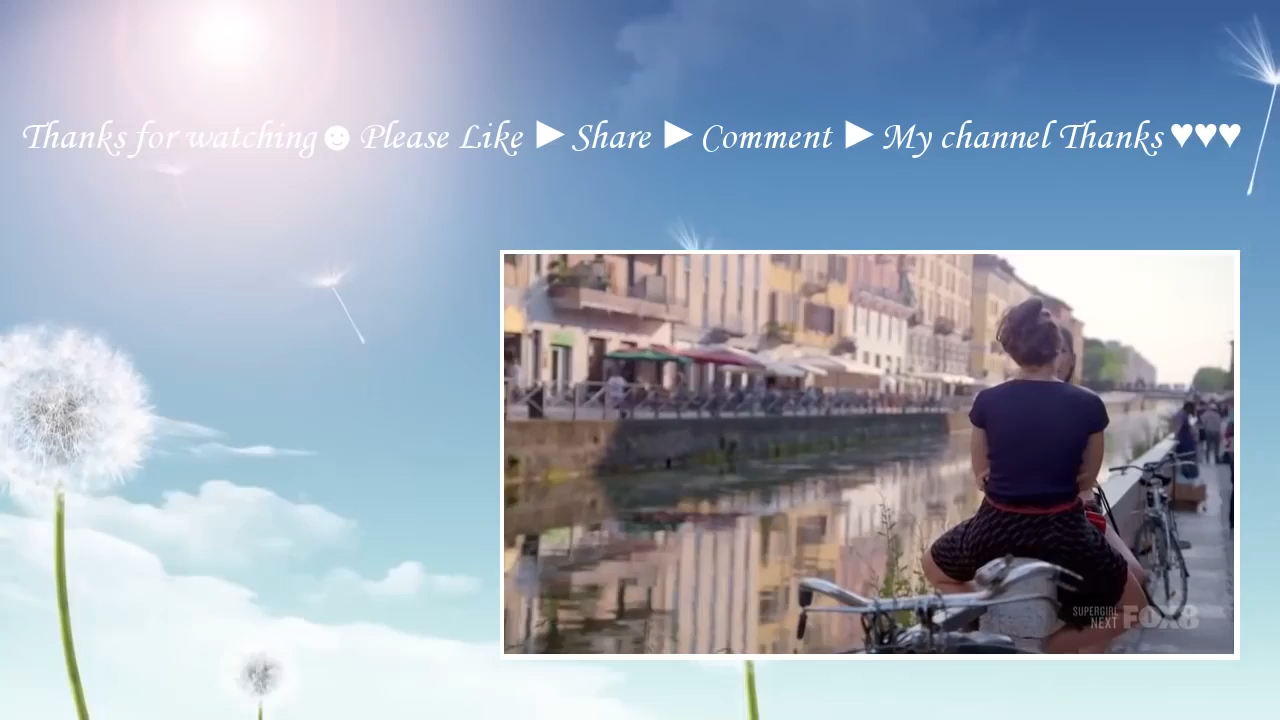 Thanks for watching☻Please Like ►Share ►Comment ►My channel Thanks♥♥♥
SUPERGIRL
NEXT FOX8